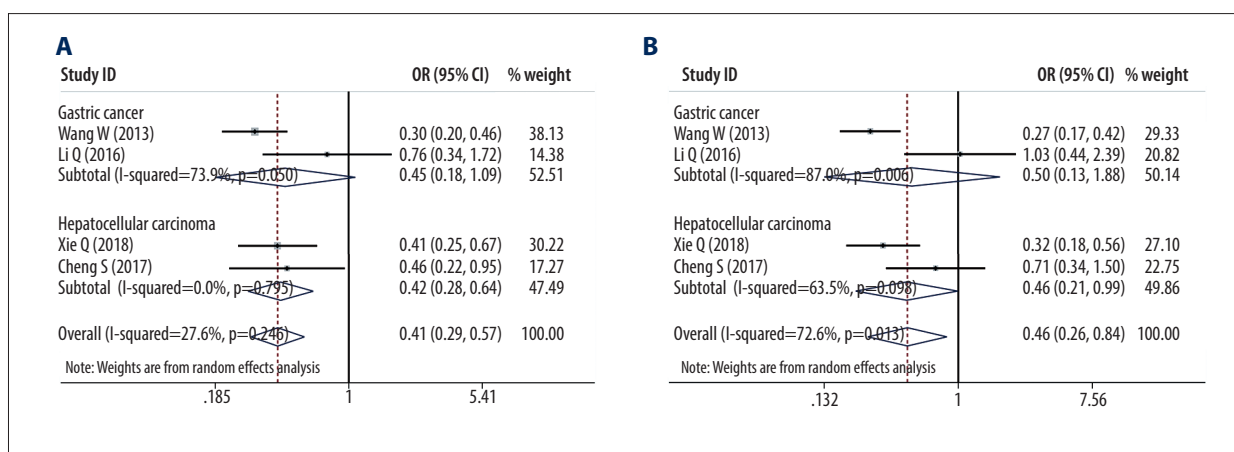 A
Study ID OR (95% CI) % weight
Gastric cancer
Wang W (2013) 0.30 (0.20, 0.46) 38.13
Li Q (2016) 0.76 (0.34, 1.72) 14.38
Subtotal (I-squared=73.9%, p=0.050) 0.45 (0.18, 1.09) 52.51
Hepatocellular carcinoma
Xie Q (2018) 0.41 (0.25, 0.67) 30.22
Cheng S (2017) 0.46 (0.22, 0.95) 17.27
Subtotal (I-squared=0.0%, p=0.795) 0.42 (0.28, 0.64) 47.49
Overall (I-squared=27.6%, p=0.246) 0.41 (0.29, 0.57) 100.00
Note: Weights are from random effects analysis
.185 1 5.41
B
Study ID OR (95% CI) % weight
Gastric cancer
Wang W (2013) 0.27 (0.17, 0.42) 29.33
Li Q (2016) 1.03 (0.44, 2.39) 20.82
Subtotal (I-squared=87.0%, p=0.006) 0.50 (0.13, 1.88) 50.14
Hepatocellular carcinoma
Xie Q (2018) 0.32 (0.18, 0.56) 27.10
Cheng S (2017) 0.71 (0.34, 1.50) 22.75
Subtotal (I-squared=63.5%, p=0.098) 0.46 (0.21, 0.99) 49.86
Overall (I-squared=72.6%, p=0.013) 0.46 (0.26, 0.84) 100.00
Note: Weights are from random effects analysis
.132 1 7.56